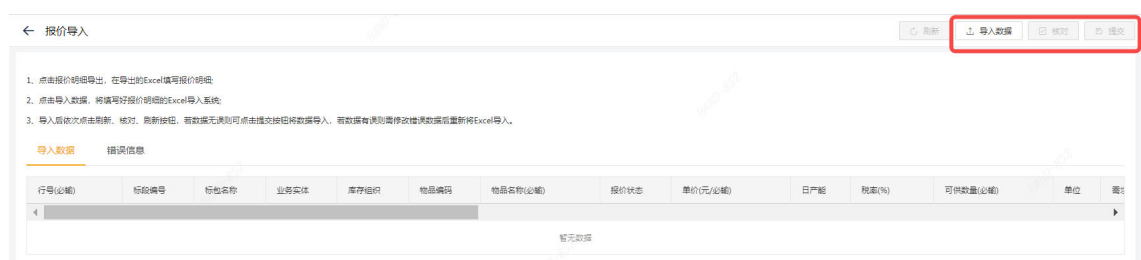 ← 报价导入 刷新 导入数据 核对 提交
1、点击报价明细导出，在导出的Excel填写报价明细;
2、点击导入数据，将填写好报价明细的Excel导入系统;
3、导入后依次点击刷新、核对、刷新按钮，若数据无误则可点击提交按钮将数据导入，若数据有误则需修改错误数据后重新将Excel导入。
导入数据 错误信息
行号(必输) 标段编号 标包名称 业务实体 库存组织 物品编码 物品名称(必输) 报价状态 单价(元/必输) 日产能 税率(%) 可供数量(必输) 单位 需
暂无数据